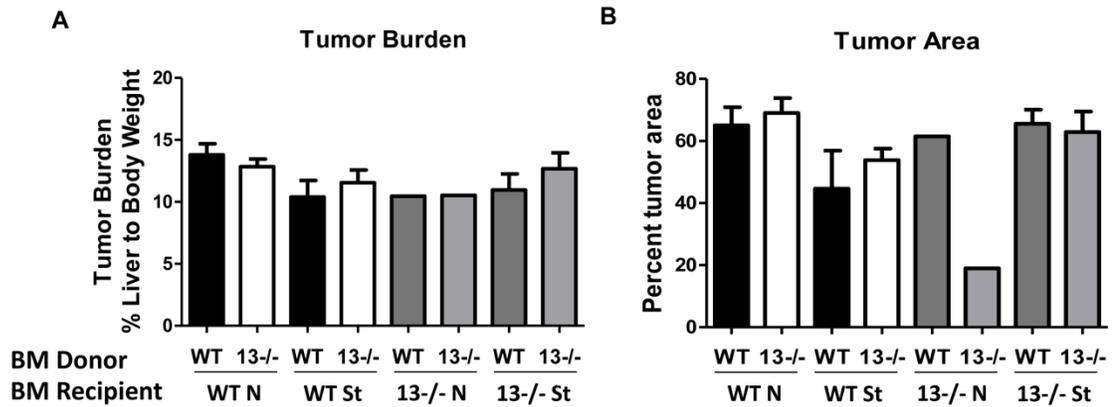 A
Tumor Burden
Tumor Burden
% Liver to Body Weight
20
15
10
5
0
BM Donor WT 13-/- WT 13-/- WT 13-/- WT 13-/-
BM Recipient WT N WT St 13-/- N 13-/- St
B
Tumor Area
Percent tumor area
80
60
40
20
0
WT 13-/- WT 13-/- WT 13-/- WT 13-/-
WT N WT St 13-/- N 13-/- St